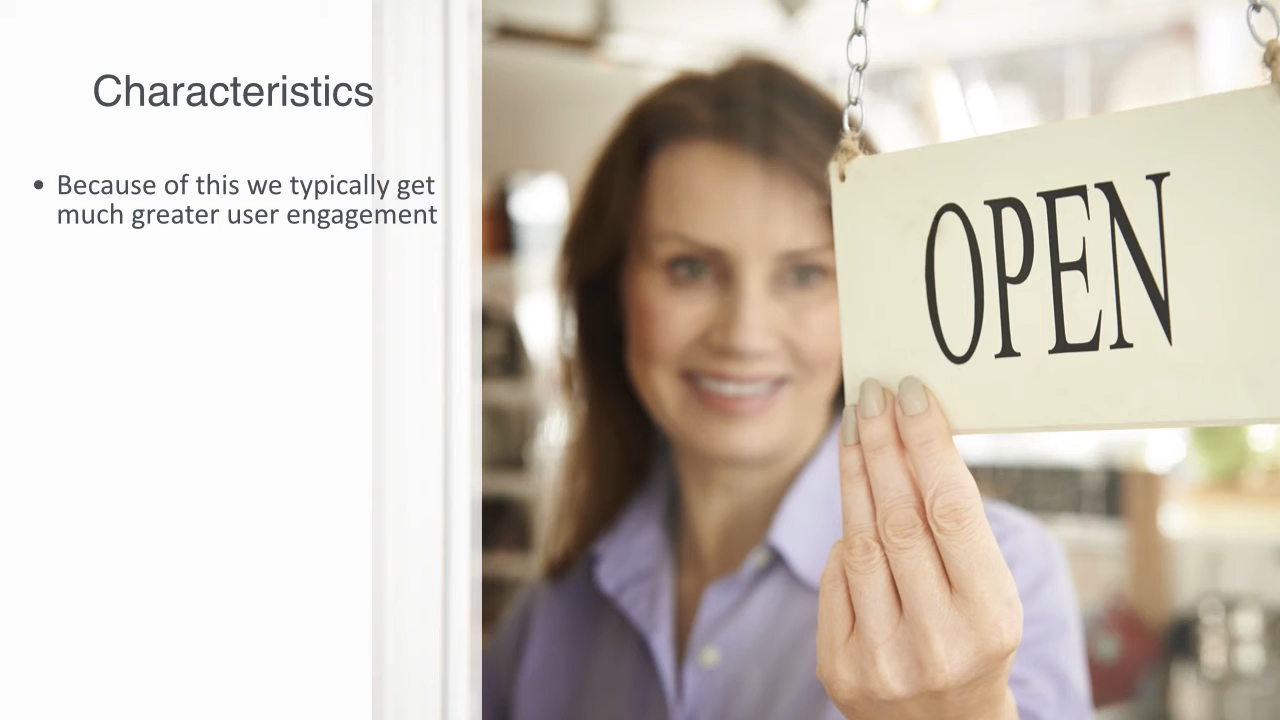 Characteristics
• Because of this we typically get
much greater user engagement
OPEN